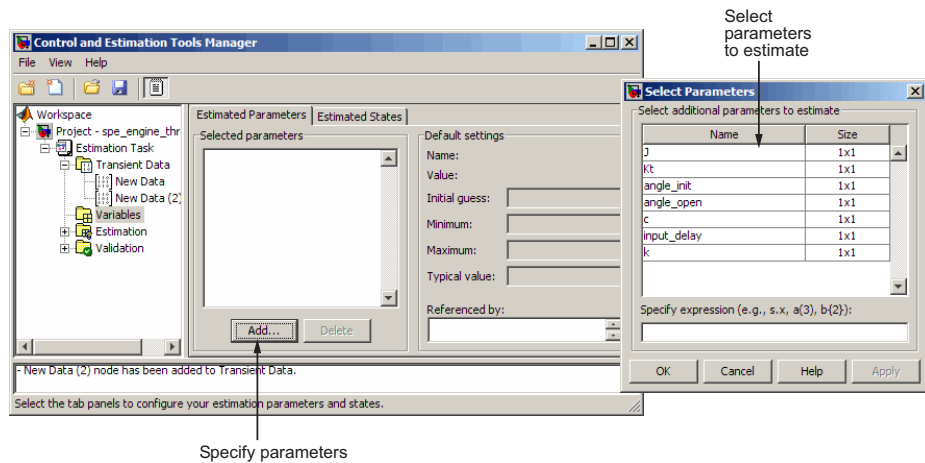 Select
parameters
to estimate
Control and Estimation Tools Manager
File View Help
Workspace
Project - spe_engine_thr
Estimation Task
Transient Data
New Data
New Data (2)
Variables
Estimation
Validation
Estimated Parameters Estimated States
Selected parameters
Add... Delete
Default settings
Name:
Value:
Initial guess:
Minimum:
Maximum:
Typical value:
Referenced by:
- New Data (2) node has been added to Transient Data.
Select the tab panels to configure your estimation parameters and states.
Select Parameters
Select additional parameters to estimate
Name Size
J 1x1
Kt 1x1
angle_init 1x1
angle_open 1x1
c 1x1
input_delay 1x1
k 1x1
Specify expression (e.g., s.x, a(3), b{2}):
OK Cancel Help Apply
Specify parameters